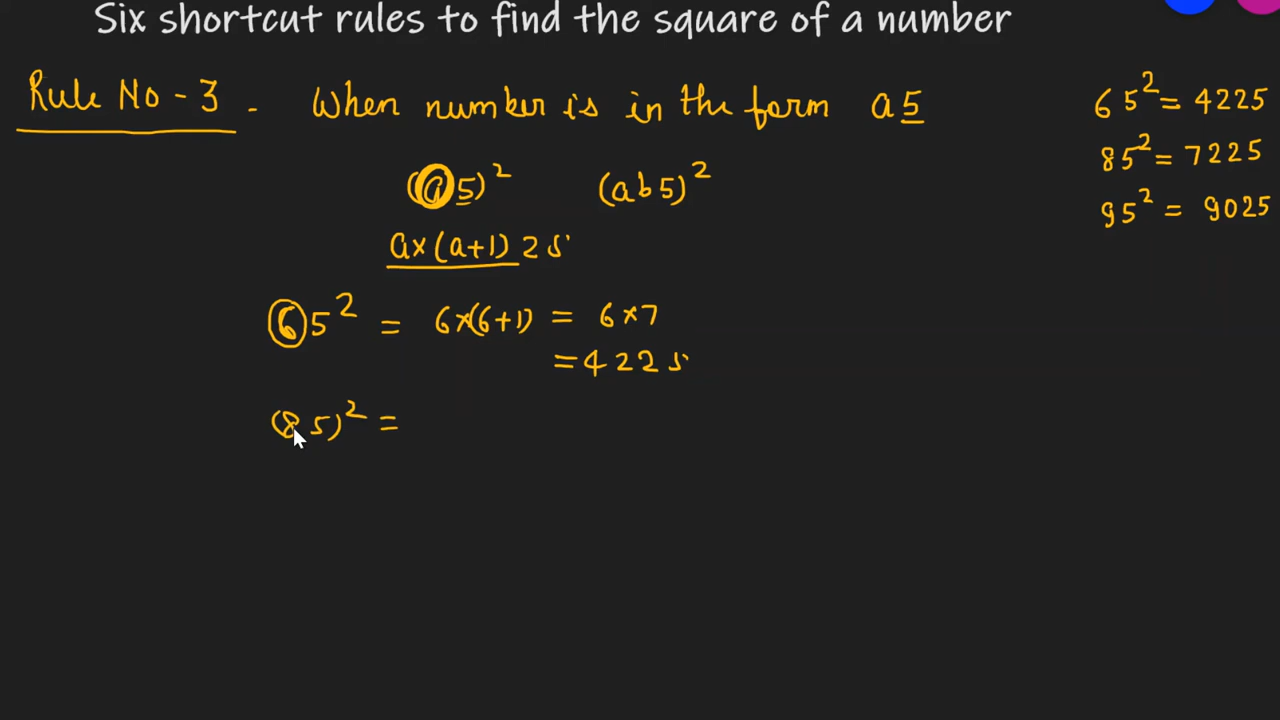 Six shortcut rules to find the square of a number
Rule No - 3 . When number is in the form a5
(a5)² (ab5)²
a×(a+1) 25
65² = 6×(6+1) = 6×7
= 4225
(85)² =
65² = 4225
85² = 7225
95² = 9025